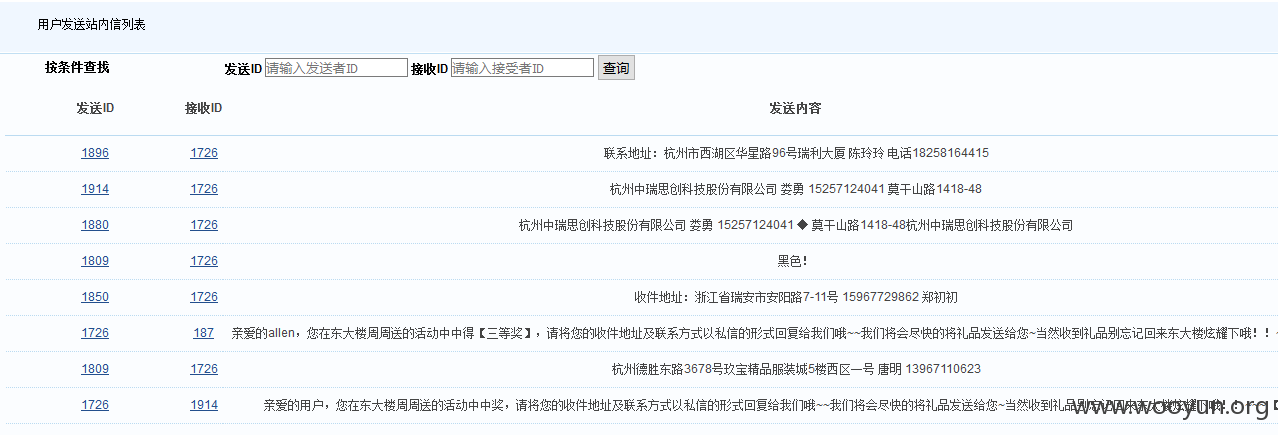 用户发送站内信列表
按条件查找 发送ID 请输入发送者ID 接收ID 请输入接受者ID 查询
发送ID 接收ID 发送内容
1896 1726 联系地址：杭州市西湖区华星路96号瑞利大厦 陈玲玲 电话18258164415
1914 1726 杭州中瑞思创科技股份有限公司 娄勇 15257124041 莫干山路1418-48
1880 1726 杭州中瑞思创科技股份有限公司 娄勇 15257124041 ◆ 莫干山路1418-48杭州中瑞思创科技股份有限公司
1809 1726 黑色！
1850 1726 收件地址：浙江省瑞安市安阳路7-11号 15967729862 郑初初
1726 187 亲爱的allen，您在东大楼周周送的活动中中得【三等奖】，请将您的收件地址及联系方式以私信的形式回复给我们哦~~我们将会尽快的将礼品发送给您~当然收到礼品别忘记回来东大楼炫耀下哦！！~
1809 1726 杭州德胜东路3678号玖宝精品服装城5楼西区一号 唐明 13967110623
1726 1914 亲爱的用户，您在东大楼周周送的活动中中奖，请将您的收件地址及联系方式以私信的形式回复给我们哦~~我们将会尽快的将礼品发送给您~当然收到礼品别忘记回来东大楼炫耀下哦！！~~~【
www.wooyun.org